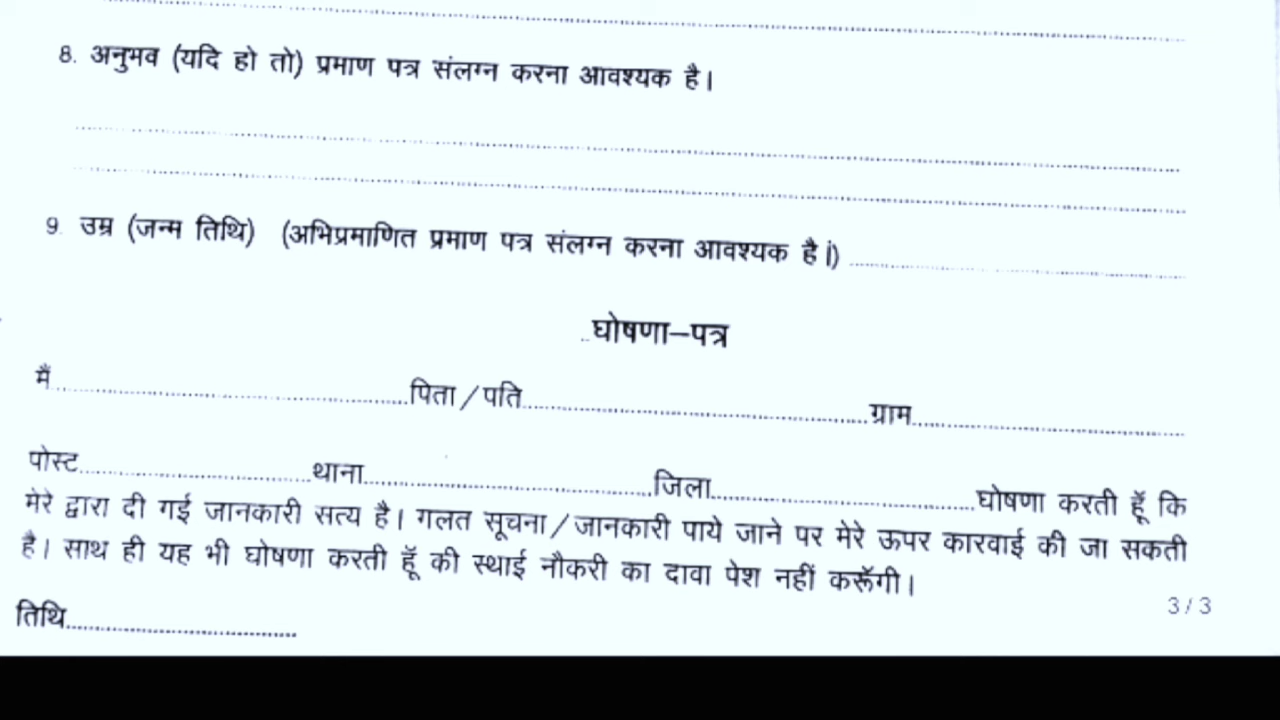 8. अनुभव (यदि हो तो) प्रमाण पत्र संलग्न करना आवश्यक है।
9. उम्र (जन्म तिथि) (अभिप्रमाणित प्रमाण पत्र संलग्न करना आवश्यक है।)
घोषणा–पत्र
मैं पिता/पति ग्राम
पोस्ट थाना जिला घोषणा करती हूँ कि
मेरे द्वारा दी गई जानकारी सत्य है। गलत सूचना/जानकारी पाये जाने पर मेरे ऊपर कारवाई की जा सकती
है। साथ ही यह भी घोषणा करती हूँ की स्थाई नौकरी का दावा पेश नहीं करूँगी।
3/3
तिथि